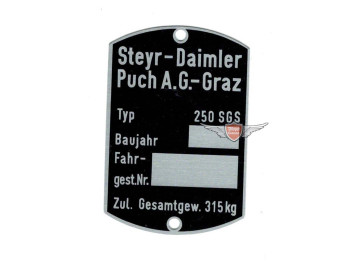 Steyr-Daimler
Puch A.G.-Graz
Typ 250 SGS
Baujahr
Fahr-
gest.Nr.
Zul. Gesamtgew. 315kg